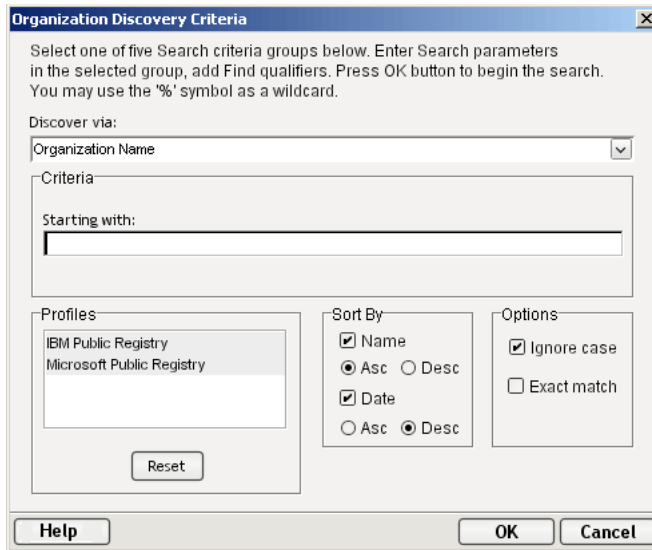 Organization Discovery Criteria
Select one of five Search criteria groups below. Enter Search parameters
in the selected group, add Find qualifiers. Press OK button to begin the search.
You may use the '%' symbol as a wildcard.
Discover via:
Organization Name
Criteria
Starting with:
Profiles
IBM Public Registry
Microsoft Public Registry
Reset
Sort By
Name
Asc Desc
Date
Asc Desc
Options
Ignore case
Exact match
Help OK Cancel